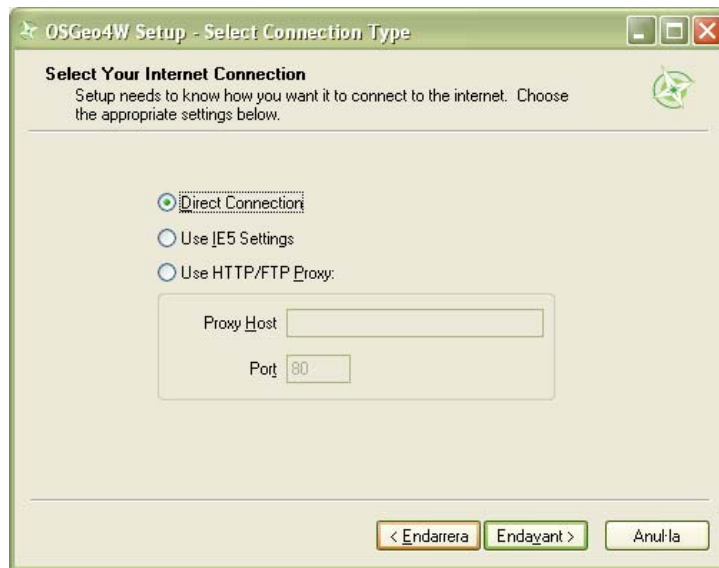 OSGeo4W Setup - Select Connection Type
Select Your Internet Connection
Setup needs to know how you want it to connect to the internet. Choose
the appropriate settings below.
Direct Connection
Use IE5 Settings
Use HTTP/FTP Proxy:
Proxy Host
Port 80
< Endarrera Endavant > Anul·la